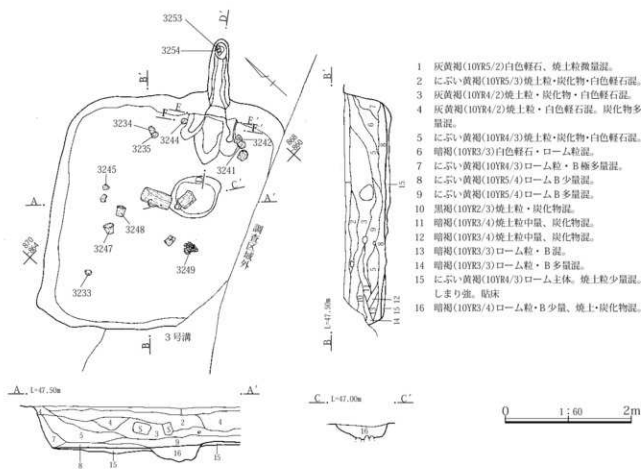 3253
D'
3254
B'
B'
E
E'
F
F'
3234
3235
3244
3242
3241
3245
C'
A
A'
3248
3247
3249
調査区域外
3233
B
3号溝
B L=47.50m
A L=47.50m A'
C L=47.00m C'
0 1:60 2m
1 灰黄褐(10YR5/2)白色軽石、焼土粒微量混。
2 にぶい黄褐(10YR5/3)焼土粒・炭化物・白色軽石混。
3 灰黄褐(10YR4/2)焼土粒・炭化物・白色軽石混。
4 灰黄褐(10YR4/2)焼土粒・白色軽石混。炭化物多
量混。
5 にぶい黄褐(10YR4/3)焼土粒・炭化物・白色軽石混。
6 暗褐(10YR3/3)白色軽石・ローム粒混。
7 にぶい黄褐(10YR4/3)ローム粒・B極多量混。
8 にぶい黄褐(10YR5/4)ロームB少量混。
9 にぶい黄褐(10YR5/4)ロームB多量混。
10 黒褐(10YR2/3)焼土粒・炭化物混。
11 暗褐(10YR3/4)焼土粒中量、炭化物混。
12 暗褐(10YR3/4)焼土粒中量、炭化物混。
13 暗褐(10YR3/3)ローム粒・B混。
14 暗褐(10YR3/3)ローム粒・B多量混。
15 にぶい黄褐(10YR4/3)ローム主体。焼土粒少量混。
しまり強。貼床
16 暗褐(10YR3/4)ローム粒・B少量、焼土・炭化物混。